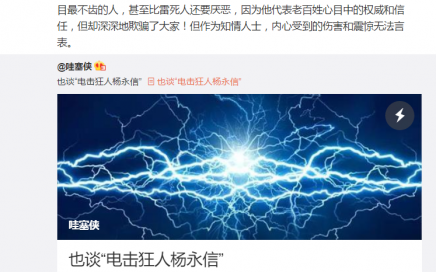 目最不齿的人，甚至比雷死人还要厌恶，因为他代表老百姓心目中的权威和信
任，但却深深地欺骗了大家！但作为知情人士，内心受到的伤害和震惊无法言
表。
@哇塞侠
也谈“电击狂人杨永信” 也谈“电击狂人杨永信”
哇塞侠
也谈“电击狂人杨永信”